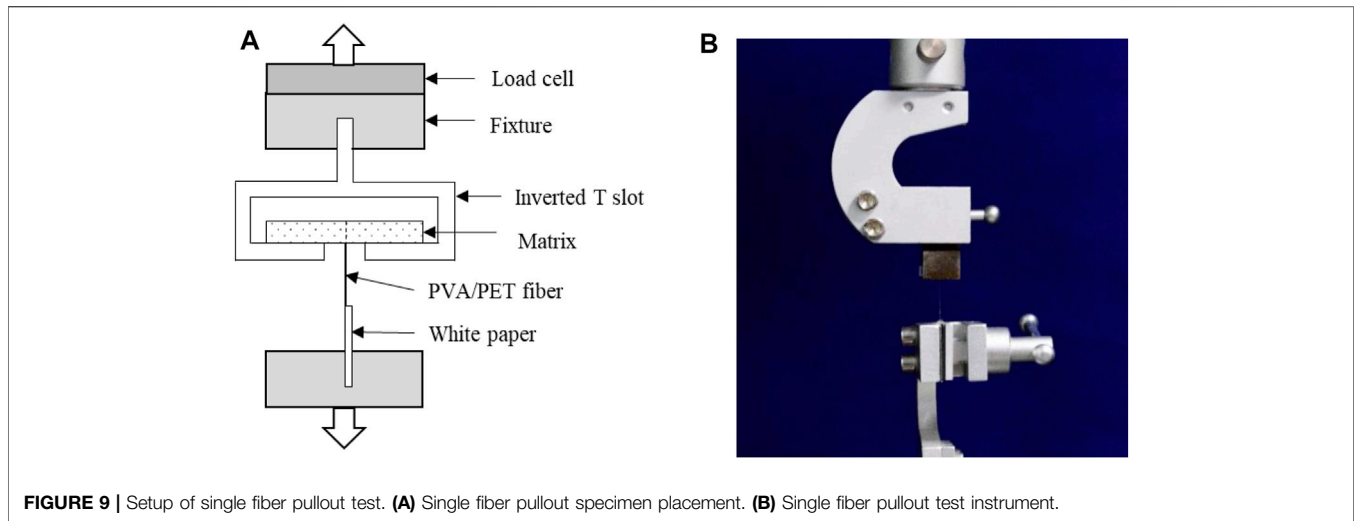 A
Load cell
Fixture
Inverted T slot
Matrix
PVA/PET fiber
White paper
B
FIGURE 9 | Setup of single fiber pullout test. (A) Single fiber pullout specimen placement. (B) Single fiber pullout test instrument.